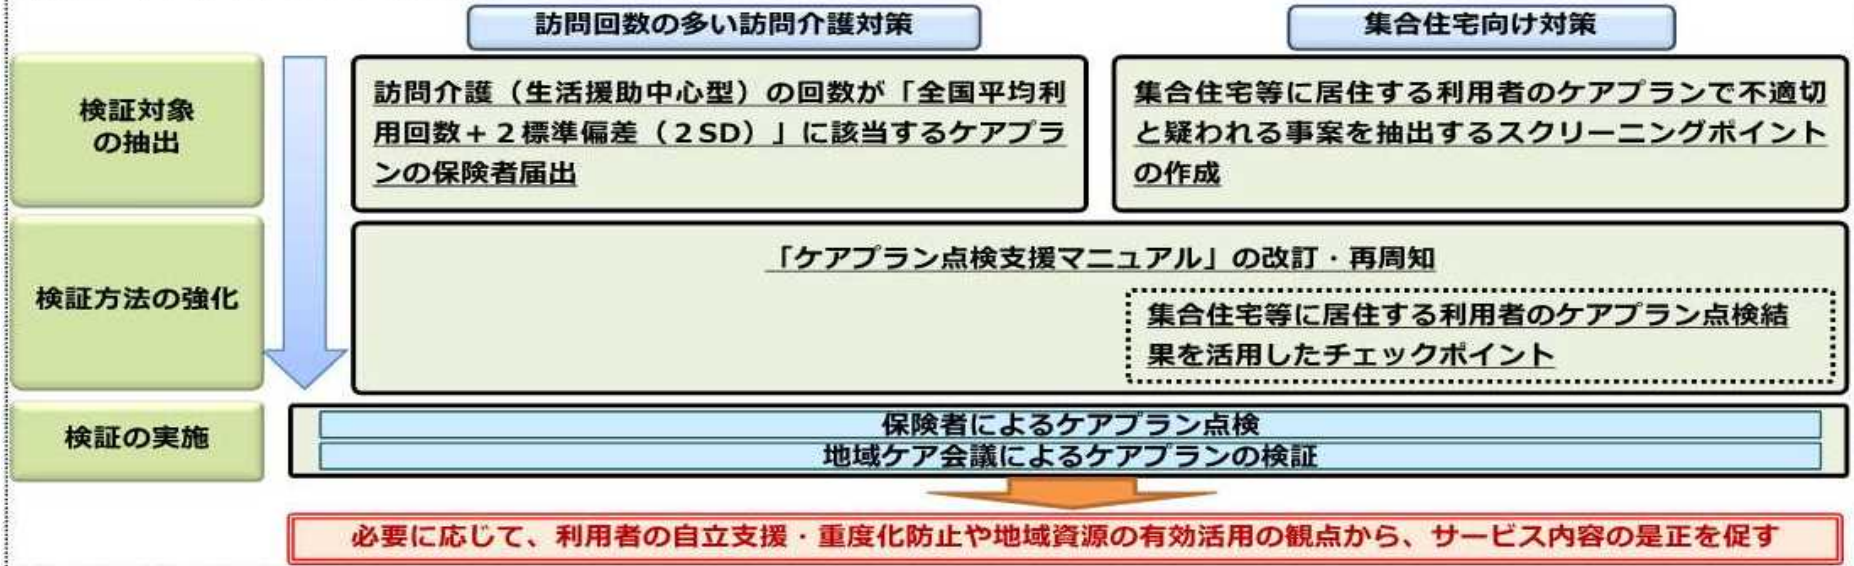 訪問回数の多い訪問介護対策
集合住宅向け対策
検証対象
の抽出
訪問介護（生活援助中心型）の回数が「全国平均利
用回数＋２標準偏差（２SD）」に該当するケアプラ
ンの保険者届出
集合住宅等に居住する利用者のケアプランで不適切
と疑われる事案を抽出するスクリーニングポイント
の作成
検証方法の強化
「ケアプラン点検支援マニュアル」の改訂・再周知
集合住宅等に居住する利用者のケアプラン点検結
果を活用したチェックポイント
検証の実施
保険者によるケアプラン点検
地域ケア会議によるケアプランの検証
必要に応じて、利用者の自立支援・重度化防止や地域資源の有効活用の観点から、サービス内容の是正を促す